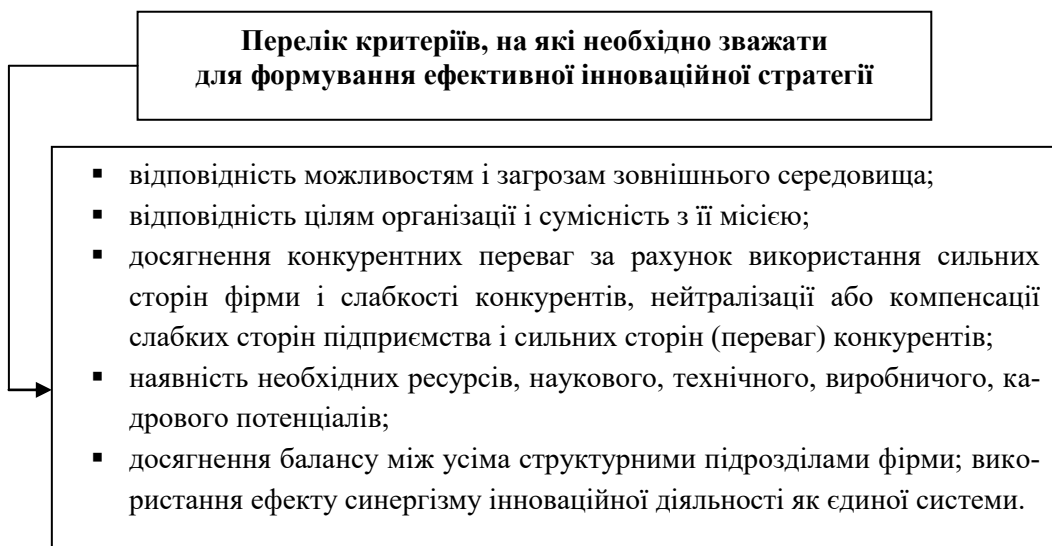 Перелік критеріїв, на які необхідно зважати
для формування ефективної інноваційної стратегії
▪ відповідність можливостям і загрозам зовнішнього середовища;
▪ відповідність цілям організації і сумісність з її місією;
▪ досягнення конкурентних переваг за рахунок використання сильних
сторін фірми і слабкості конкурентів, нейтралізації або компенсації
слабких сторін підприємства і сильних сторін (переваг) конкурентів;
▪ наявність необхідних ресурсів, наукового, технічного, виробничого, ка-
дрового потенціалів;
▪ досягнення балансу між усіма структурними підрозділами фірми; вико-
ристання ефекту синергізму інноваційної діяльності як єдиної системи.